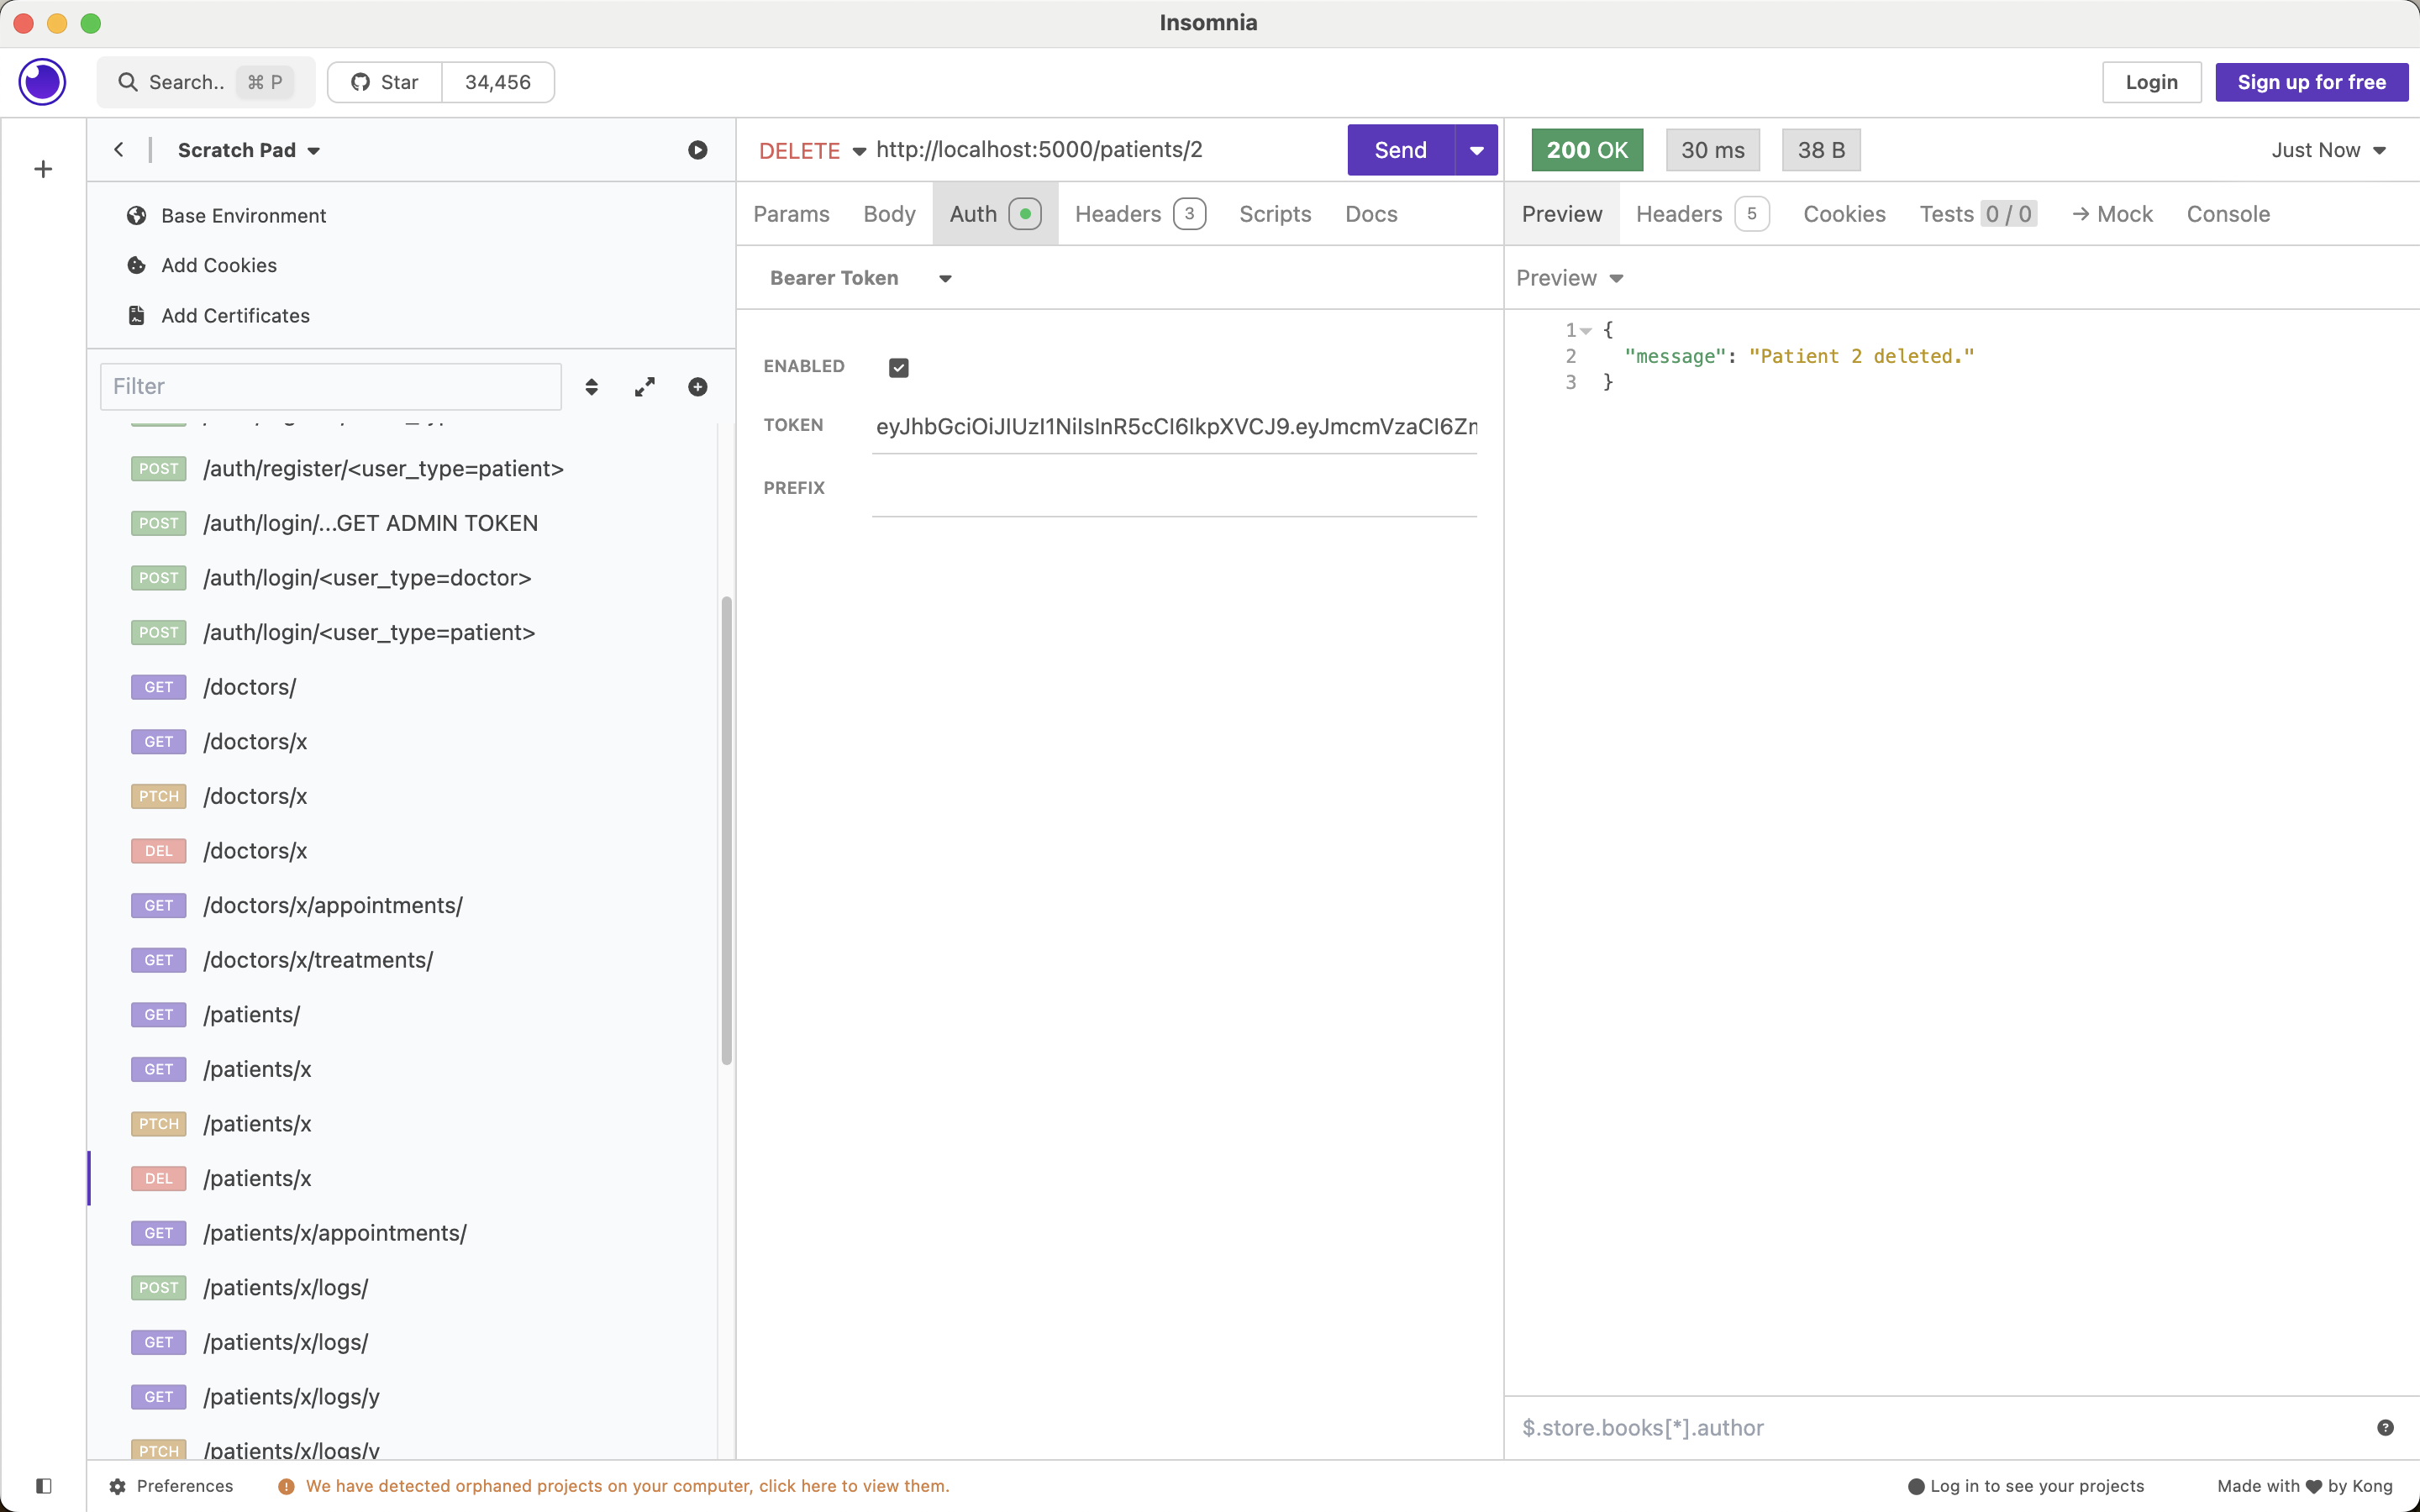 Insomnia
Search.. ⌘ P
Star 34,456
Login
Sign up for free
Scratch Pad
Base Environment
Add Cookies
Add Certificates
Filter
POST /auth/register/<user_type=patient>
POST /auth/login/...GET ADMIN TOKEN
POST /auth/login/<user_type=doctor>
POST /auth/login/<user_type=patient>
GET /doctors/
GET /doctors/x
PTCH /doctors/x
DEL /doctors/x
GET /doctors/x/appointments/
GET /doctors/x/treatments/
GET /patients/
GET /patients/x
PTCH /patients/x
DEL /patients/x
GET /patients/x/appointments/
POST /patients/x/logs/
GET /patients/x/logs/
GET /patients/x/logs/y
PTCH /patients/x/logs/y
DELETE http://localhost:5000/patients/2
Send
Params Body Auth Headers 3 Scripts Docs
Bearer Token
ENABLED
TOKEN eyJhbGciOiJIUzI1NiIsInR5cCI6IkpXVCJ9.eyJmcmVzaCI6Zm
PREFIX
200 OK 30 ms 38 B
Just Now
Preview Headers 5 Cookies Tests 0 / 0 → Mock Console
Preview
1 {
2 "message": "Patient 2 deleted."
3 }
$.store.books[*].author
Preferences
We have detected orphaned projects on your computer, click here to view them.
Log in to see your projects
Made with ♥ by Kong